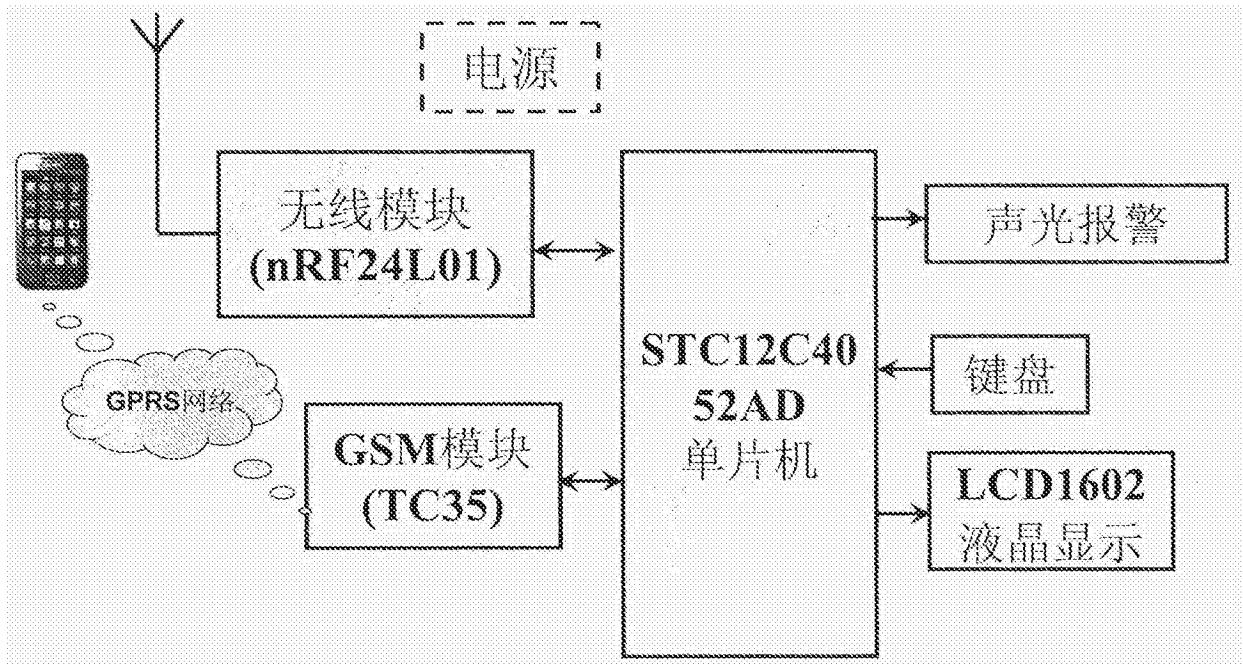 电源
无线模块
(nRF24L01)
声光报警
STC12C40
52AD
单片机
键盘
GPRS网络
GSM模块
(TC35)
LCD1602
液晶显示